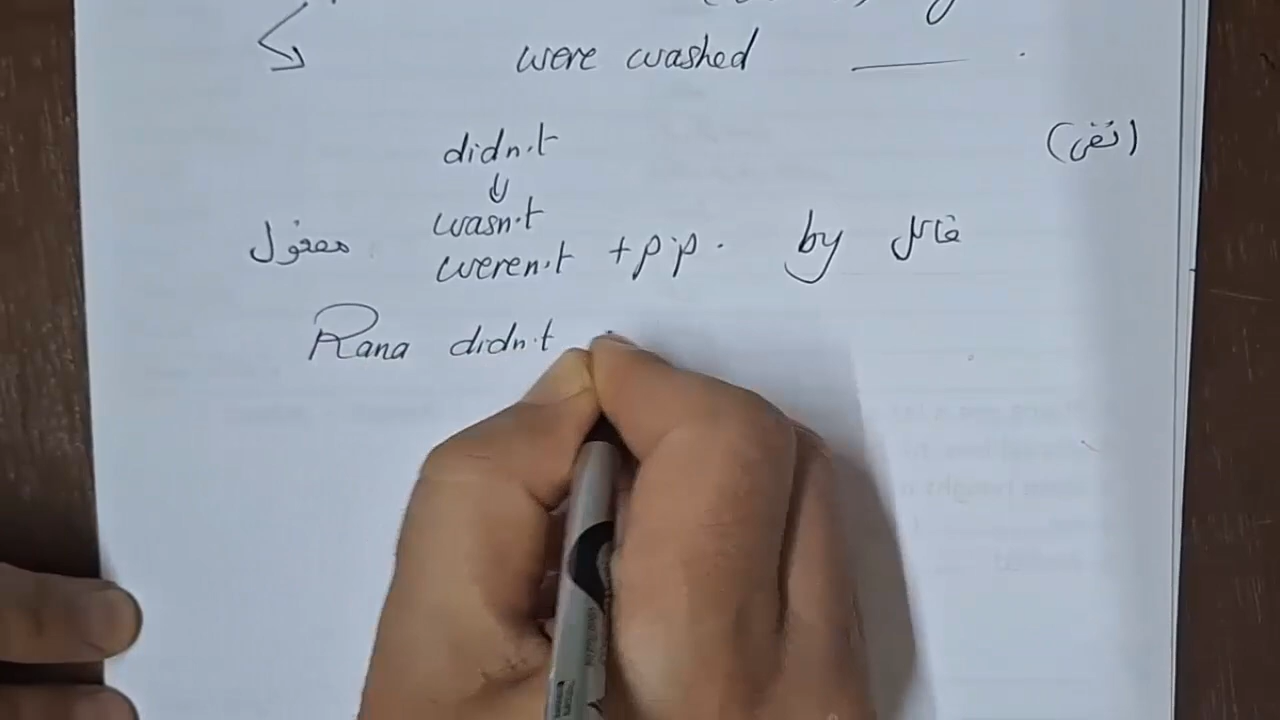 were washed
didn't
(نفي)
wasn't
مفعول weren't + p.p. by فاعل
Rana didn't